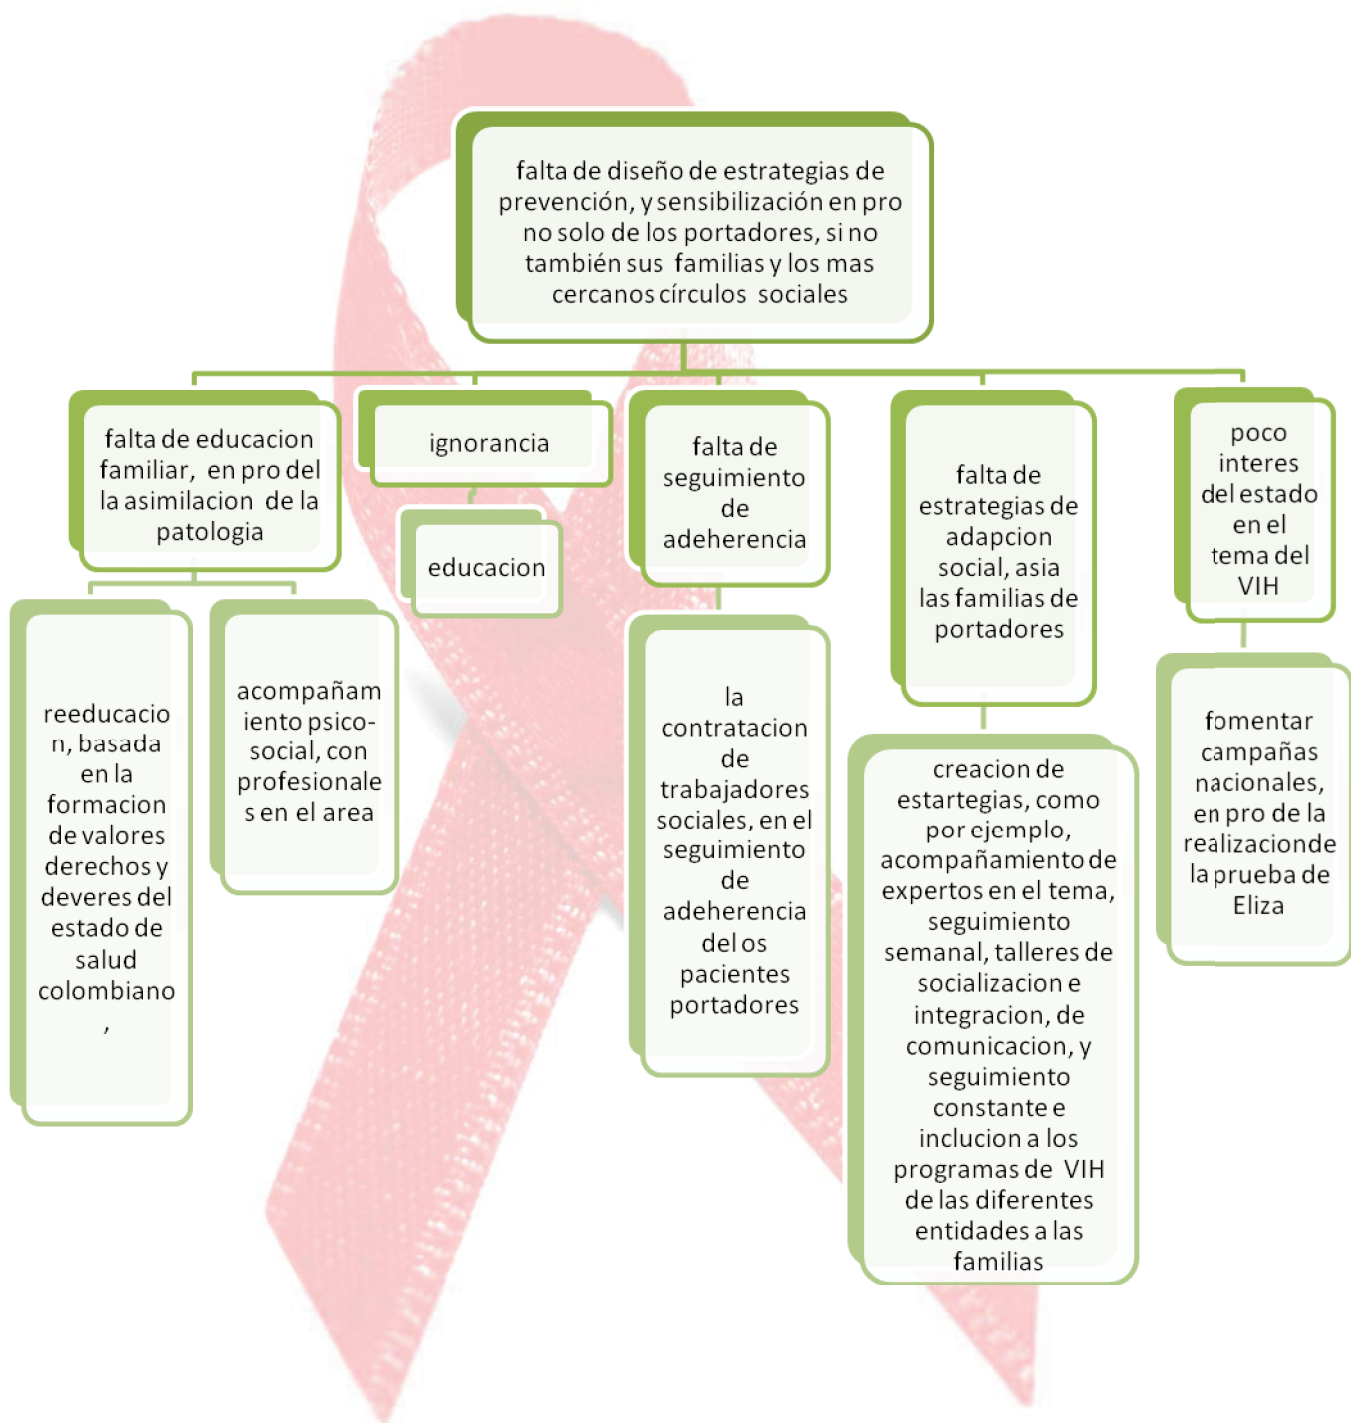 falta de diseño de estrategias de
prevención, y sensibilización en pro
no solo de los portadores, si no
también sus familias y los mas
cercanos círculos sociales
falta de educacion
familiar, en pro del
la asimilacion de la
patologia
ignorancia
falta de
seguimiento
de
adeherencia
falta de
estrategias de
adapcion
social, asia
las familias de
portadores
poco
interes
del estado
en el
tema del
VIH
reeducacio
n, basada
en la
formacion
de valores
derechos y
deveres del
estado de
salud
colombiano
,
acompañam
iento psico-
social, con
profesionale
s en el area
educacion
la
contratacion
de
trabajadores
sociales, en el
seguimiento
de
adeherencia
del os
pacientes
portadores
creacion de
estartegias, como
por ejemplo,
acompañamiento de
expertos en el tema,
seguimiento
semanal, talleres de
socializacion e
integracion, de
comunicacion, y
seguimiento
constante e
inclucion a los
programas de VIH
de las diferentes
entidades a las
familias
fomentar
campañas
nacionales,
en pro de la
realizacionde
la prueba de
Eliza